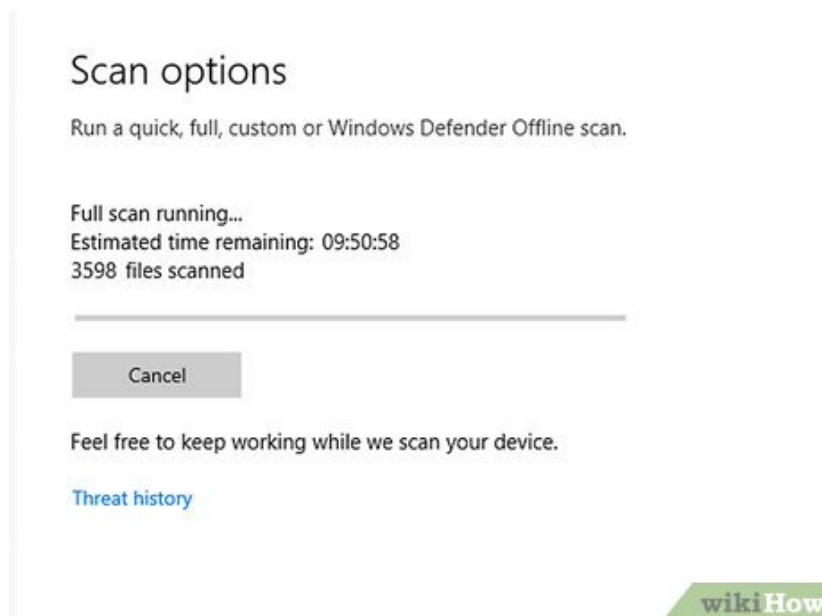 Scan options
Run a quick, full, custom or Windows Defender Offline scan.
Full scan running...
Estimated time remaining: 09:50:58
3598 files scanned
Cancel
Feel free to keep working while we scan your device.
Threat history
wikiHow